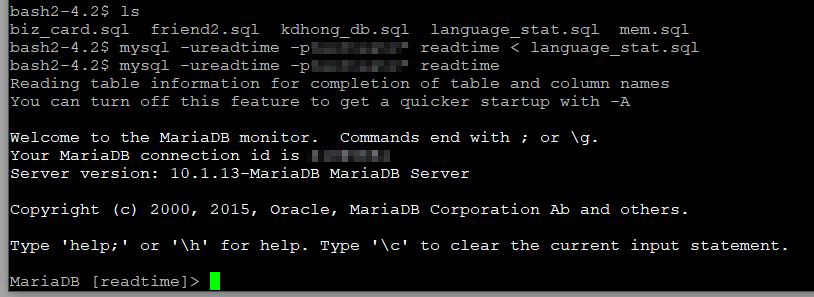 bash2-4.2$ ls
biz_card.sql  friend2.sql  kdhong_db.sql  language_stat.sql  mem.sql
bash2-4.2$ mysql -ureadtime -p readtime < language_stat.sql
bash2-4.2$ mysql -ureadtime -p readtime
Reading table information for completion of table and column names
You can turn off this feature to get a quicker startup with -A
Welcome to the MariaDB monitor.  Commands end with ; or \g.
Your MariaDB connection id is
Server version: 10.1.13-MariaDB MariaDB Server
Copyright (c) 2000, 2015, Oracle, MariaDB Corporation Ab and others.
Type 'help;' or '\h' for help. Type '\c' to clear the current input statement.
MariaDB [readtime]>